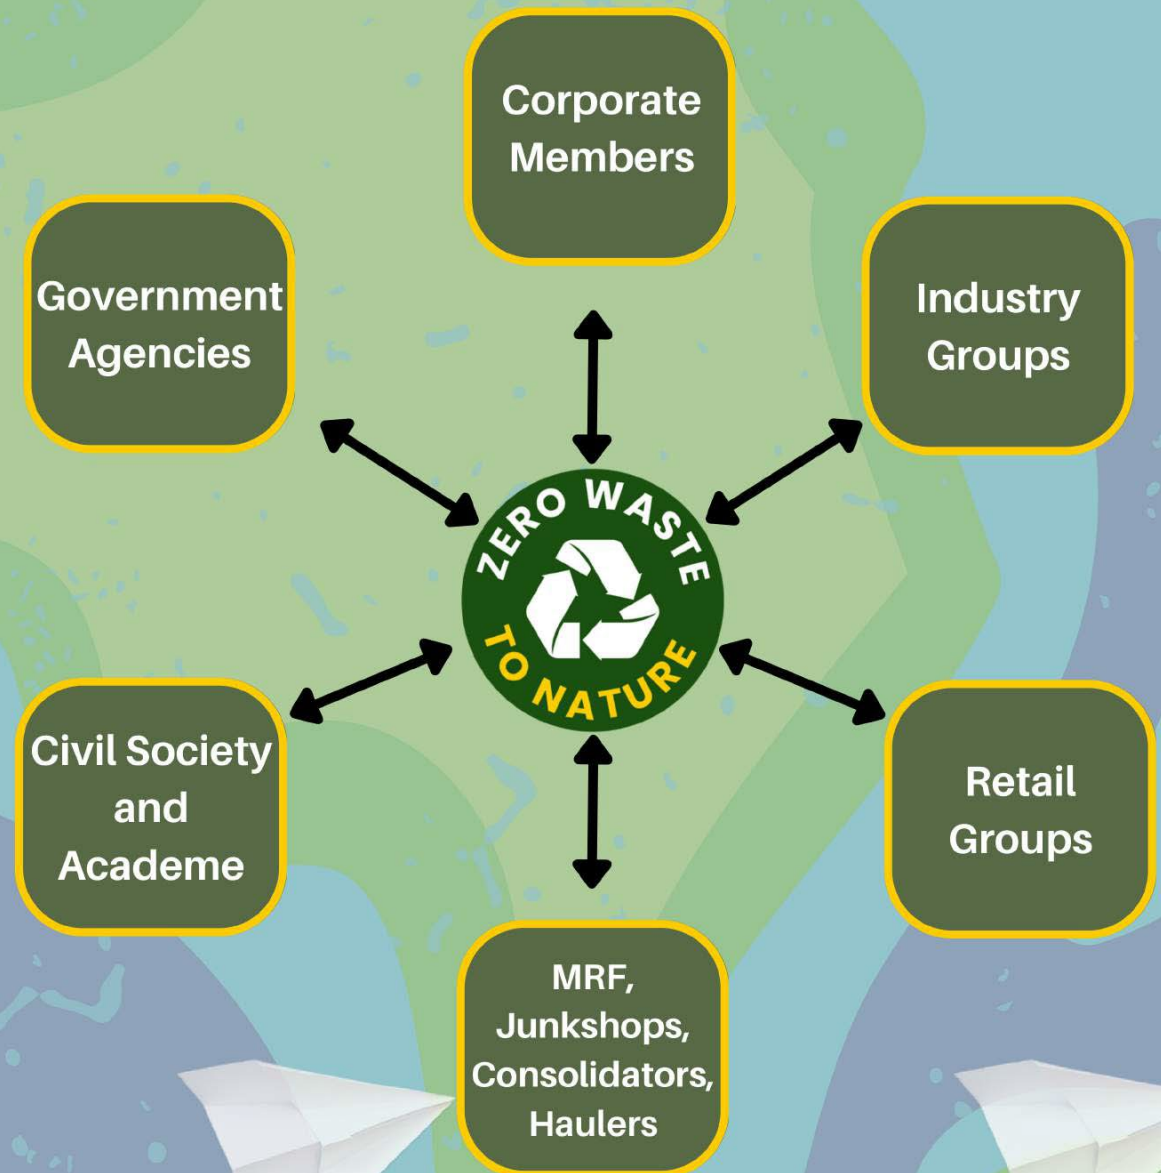 Corporate
Members
Government
Agencies
Industry
Groups
ZERO WASTE
TO NATURE
Civil Society
and
Academe
Retail
Groups
MRF,
Junkshops,
Consolidators,
Haulers